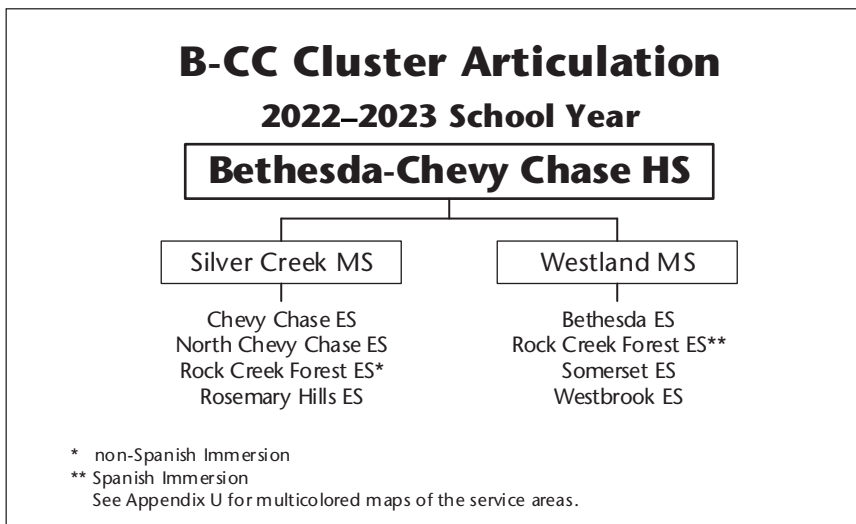 B-CC Cluster Articulation
2022–2023 School Year
Bethesda-Chevy Chase HS
Silver Creek MS
Westland MS
Chevy Chase ES
North Chevy Chase ES
Rock Creek Forest ES*
Rosemary Hills ES
Bethesda ES
Rock Creek Forest ES**
Somerset ES
Westbrook ES
* non-Spanish Immersion
** Spanish Immersion
See Appendix U for multicolored maps of the service areas.